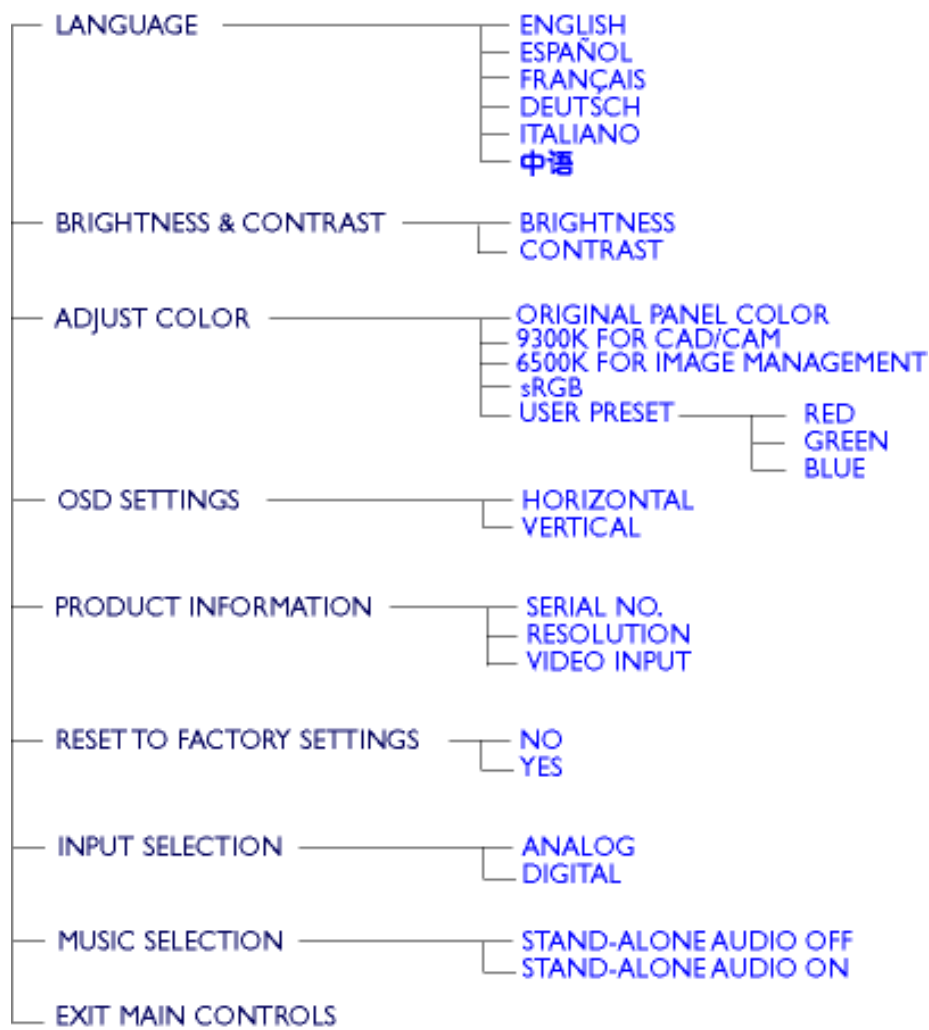 LANGUAGE
ENGLISH
ESPAÑOL
FRANÇAIS
DEUTSCH
ITALIANO
中语
BRIGHTNESS & CONTRAST
BRIGHTNESS
CONTRAST
ADJUST COLOR
ORIGINAL PANEL COLOR
9300K FOR CAD/CAM
6500K FOR IMAGE MANAGEMENT
sRGB
USER PRESET
RED
GREEN
BLUE
OSD SETTINGS
HORIZONTAL
VERTICAL
PRODUCT INFORMATION
SERIAL NO.
RESOLUTION
VIDEO INPUT
RESET TO FACTORY SETTINGS
NO
YES
INPUT SELECTION
ANALOG
DIGITAL
MUSIC SELECTION
STAND-ALONE AUDIO OFF
STAND-ALONE AUDIO ON
EXIT MAIN CONTROLS